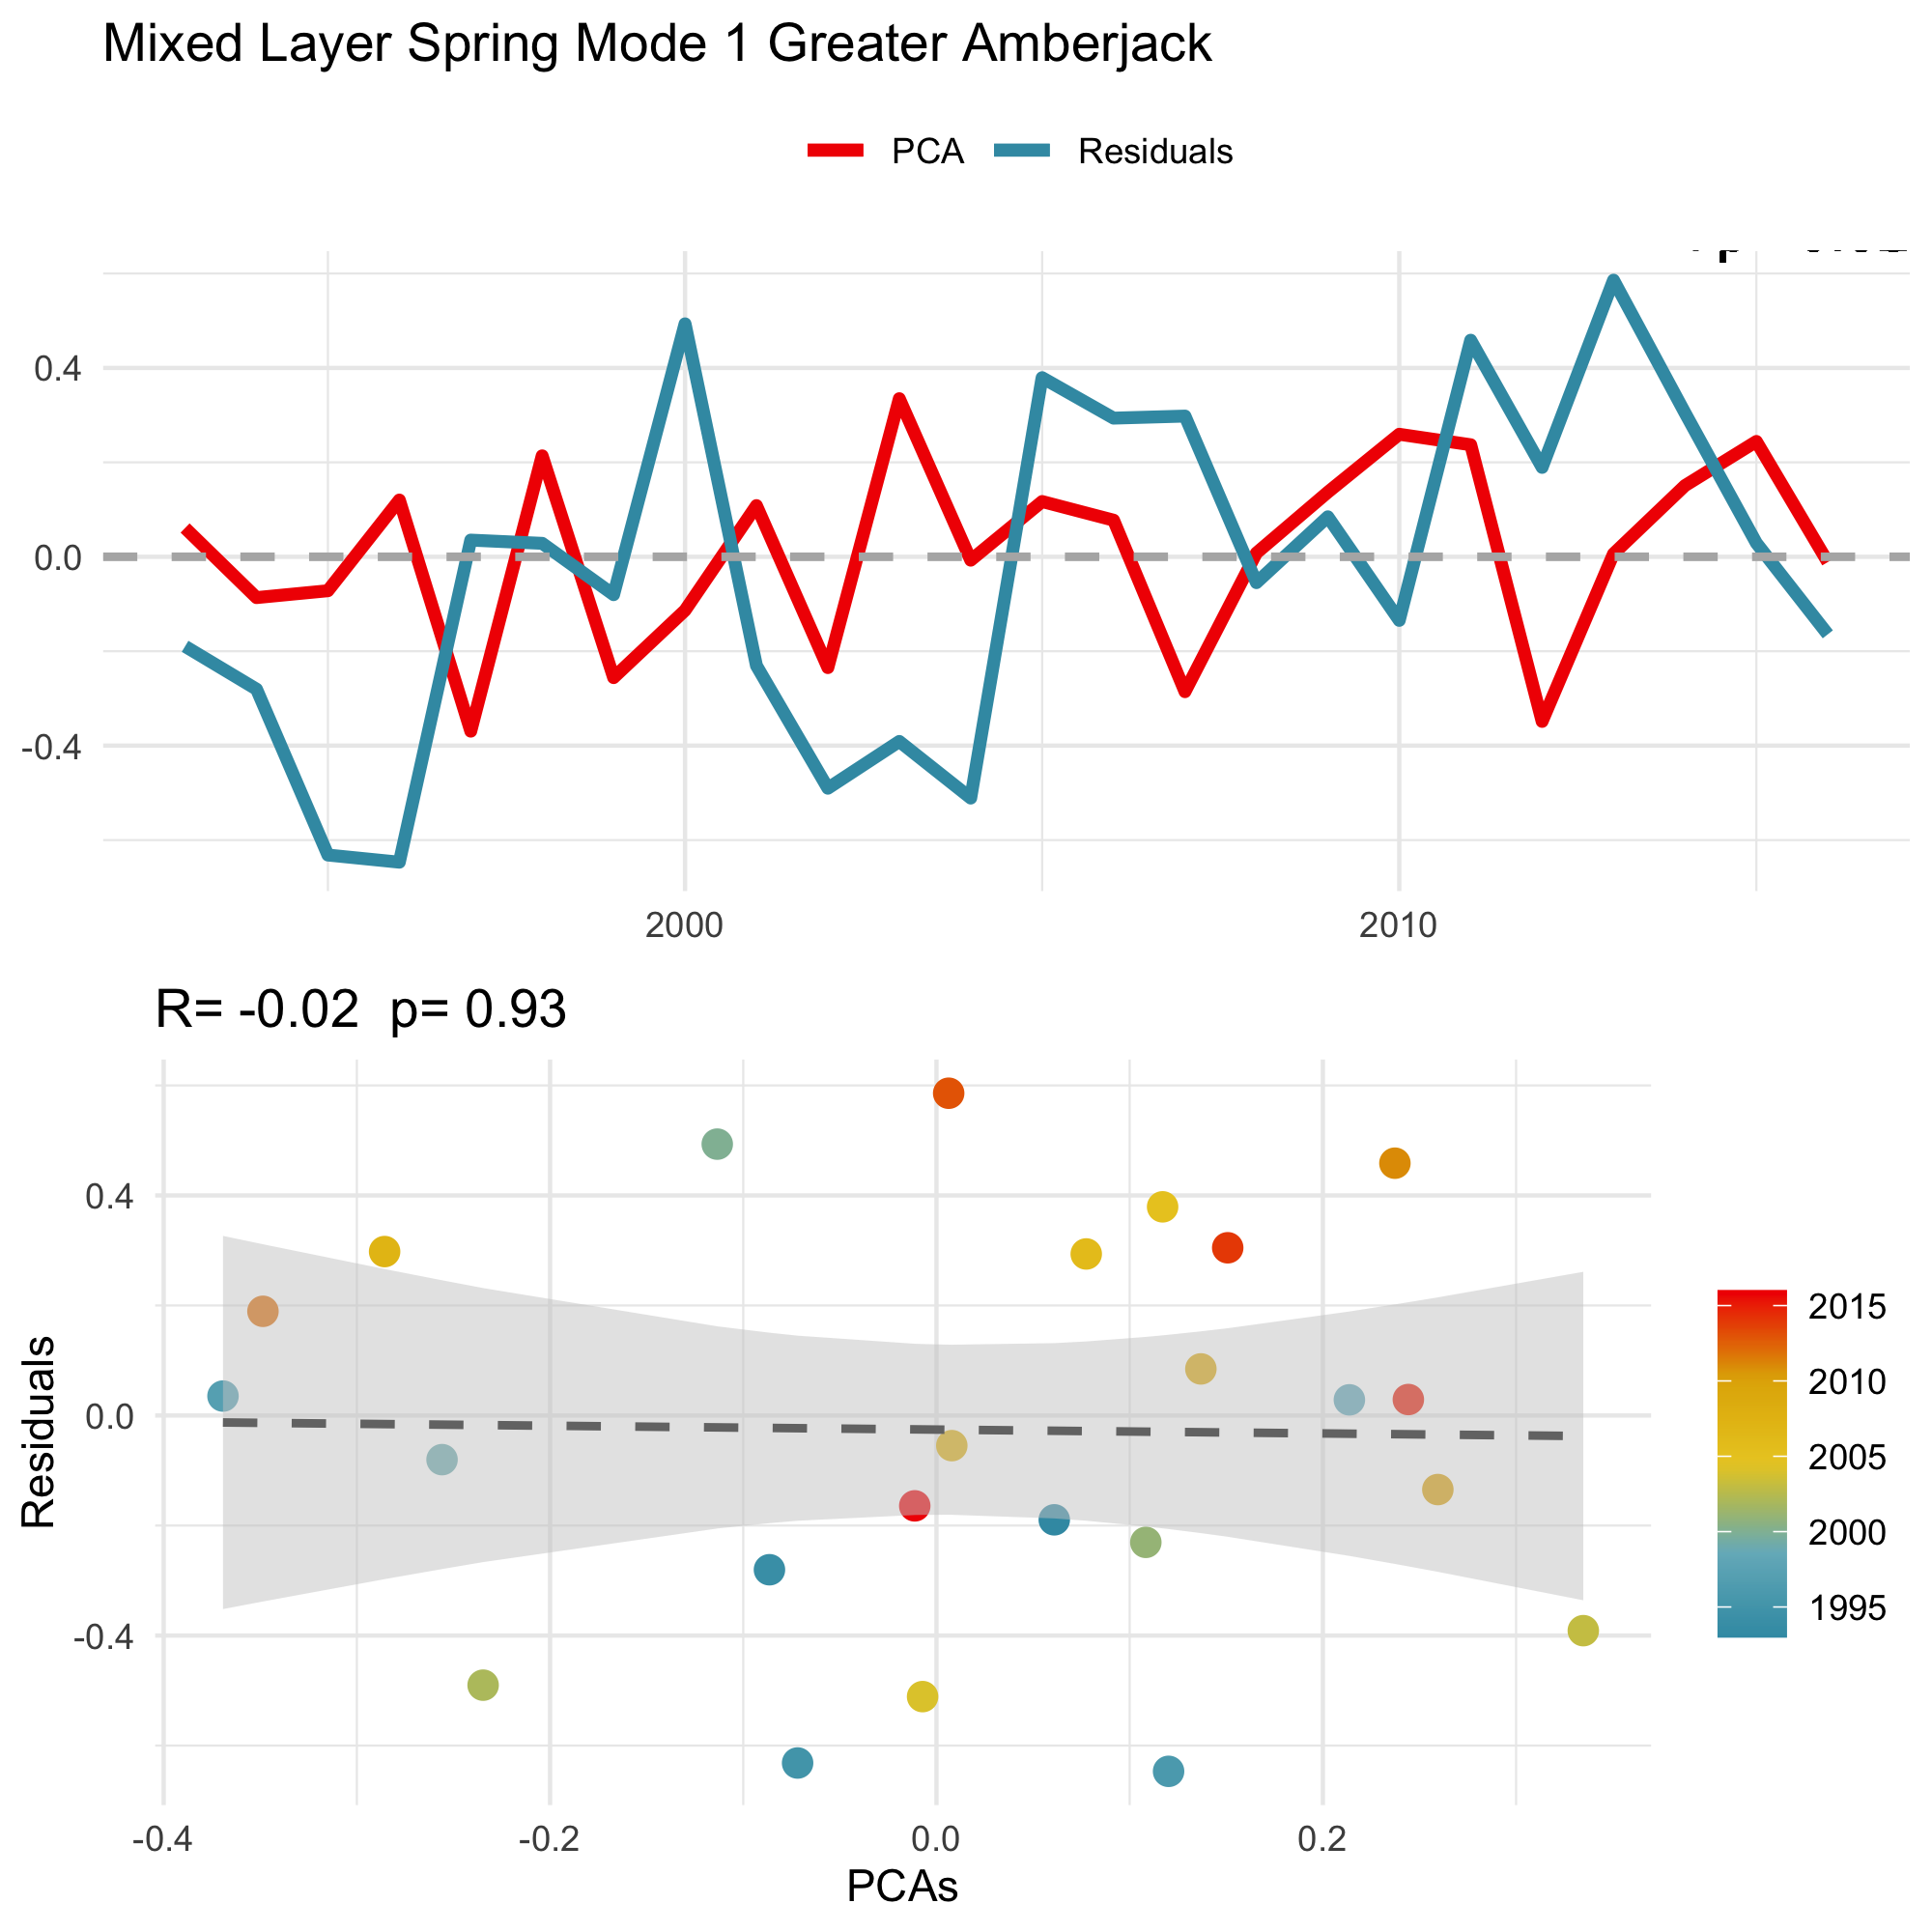 Mixed Layer Spring Mode 1 Greater Amberjack
PCA Residuals
0.4
0.0
-0.4
2000 2010
R= -0.02 p= 0.93
Residuals
0.4
0.0
-0.4
-0.4 -0.2 0.0 0.2
PCAs
2015
2010
2005
2000
1995